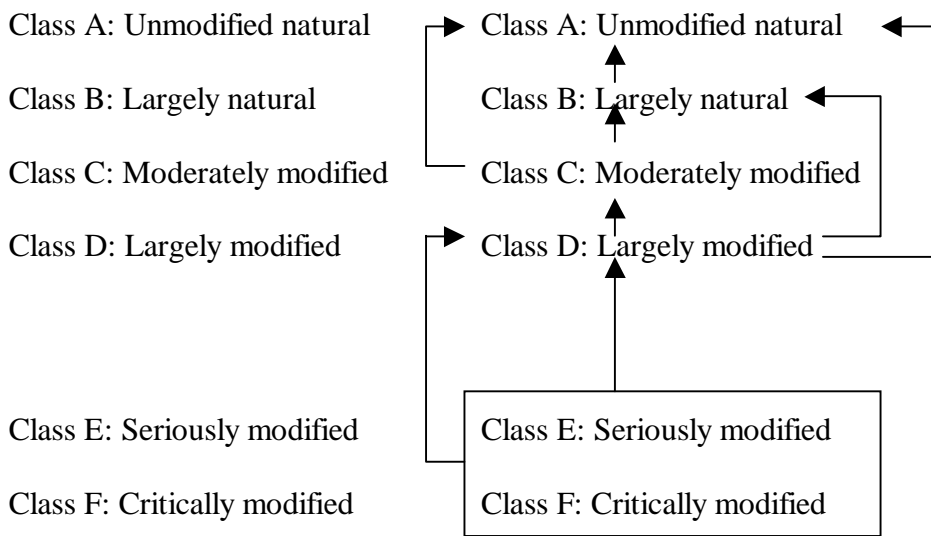 Class A: Unmodified natural Class A: Unmodified natural
Class B: Largely natural Class B: Largely natural
Class C: Moderately modified Class C: Moderately modified
Class D: Largely modified Class D: Largely modified
Class E: Seriously modified Class E: Seriously modified
Class F: Critically modified Class F: Critically modified